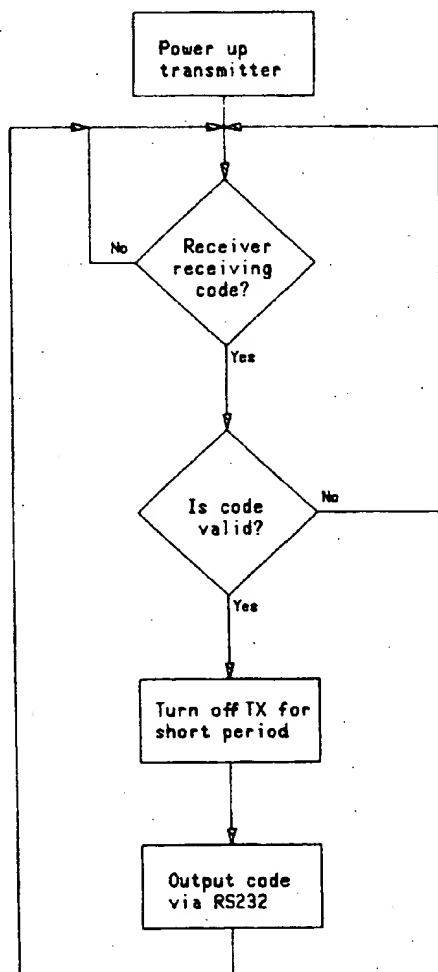 Power up
transmitter
No
Receiver
receiving
code?
Yes
Is code
valid?
No
Yes
Turn off TX for
short period
Output code
via RS232